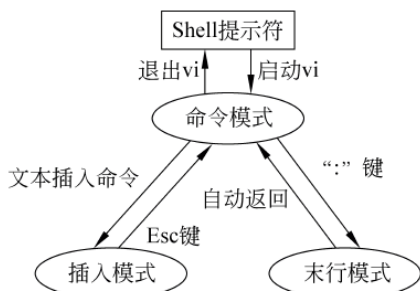 Shell提示符
退出vi
启动vi
命令模式
文本插入命令
“:” 键
自动返回
Esc键
插入模式
末行模式